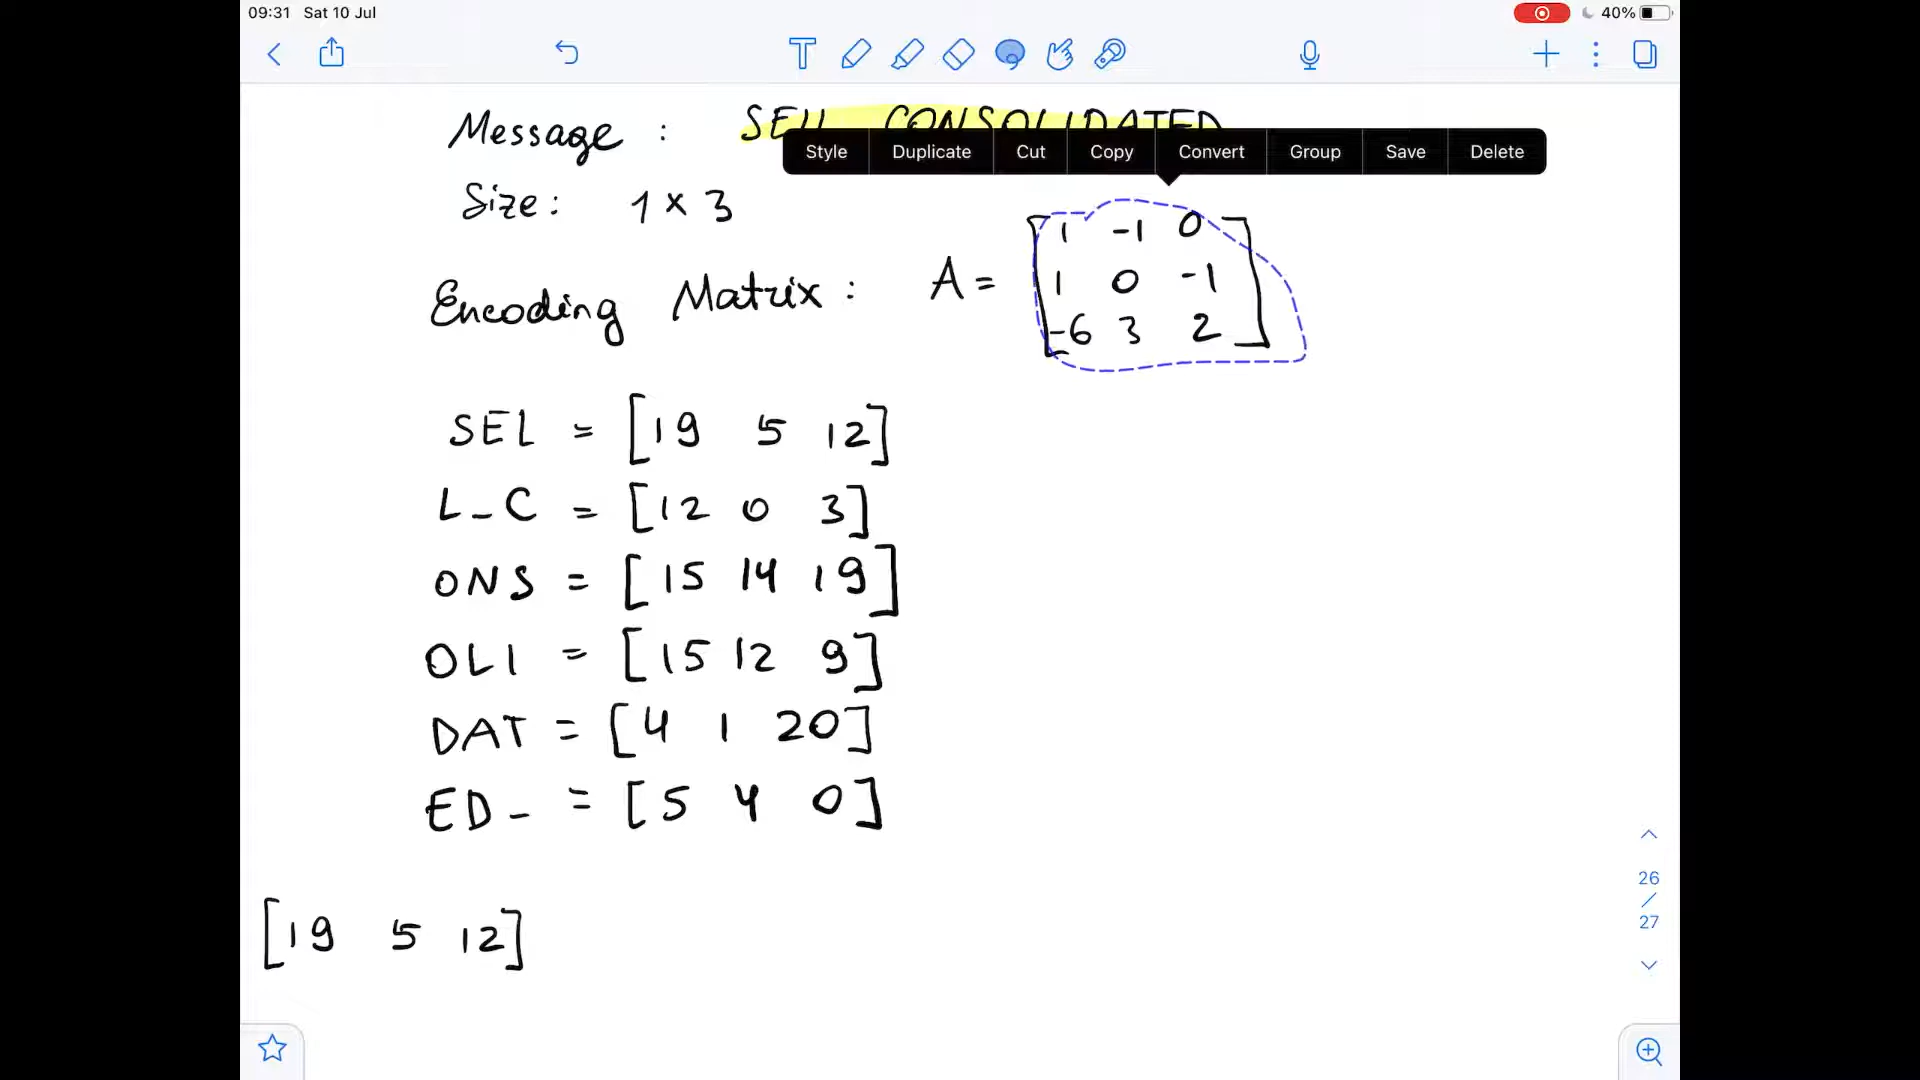 09:31 Sat 10 Jul 40%
Message : SELL CONSOLIDATED
Style Duplicate Cut Copy Convert Group Save Delete
Size : 1 × 3
Encoding Matrix : A = [1 -1 0
1 0 -1
-6 3 2]
SEL = [19 5 12]
L_C = [12 0 3]
ONS = [15 14 19]
OLI = [15 12 9]
DAT = [4 1 20]
ED_ = [5 4 0]
26
/
27
[19 5 12]